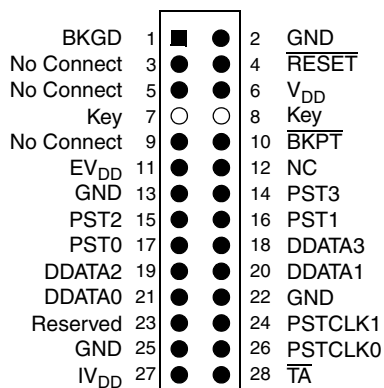 BKGD 1 2 GND
No Connect 3 4 RESET
No Connect 5 6 VDD
Key 7 8 Key
No Connect 9 10 BKPT
EVDD 11 12 NC
GND 13 14 PST3
PST2 15 16 PST1
PST0 17 18 DDATA3
DDATA2 19 20 DDATA1
DDATA0 21 22 GND
Reserved 23 24 PSTCLK1
GND 25 26 PSTCLK0
IVDD 27 28 TA